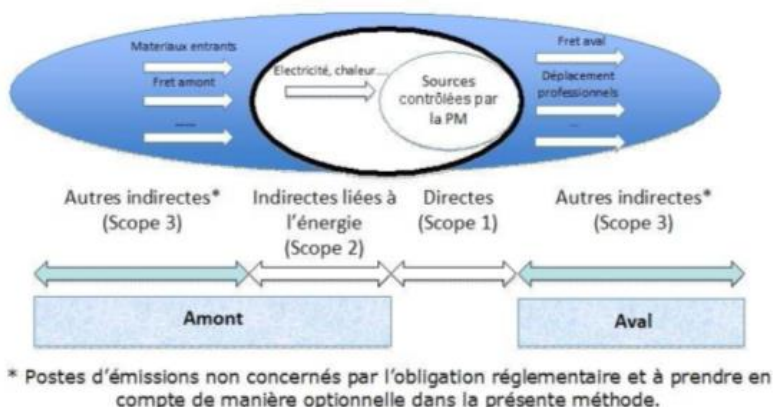 Materiaux entrants
Fret amont
......
Electricité, chaleur...
Sources
contrôlées par
la PM
Fret aval
Déplacement
professionnels
...
Autres indirectes*
(Scope 3)
Indirectes liées à
l'énergie
(Scope 2)
Directes
(Scope 1)
Autres indirectes*
(Scope 3)
Amont
Aval
* Postes d'émissions non concernés par l'obligation réglementaire et à prendre en
compte de manière optionnelle dans la présente méthode.